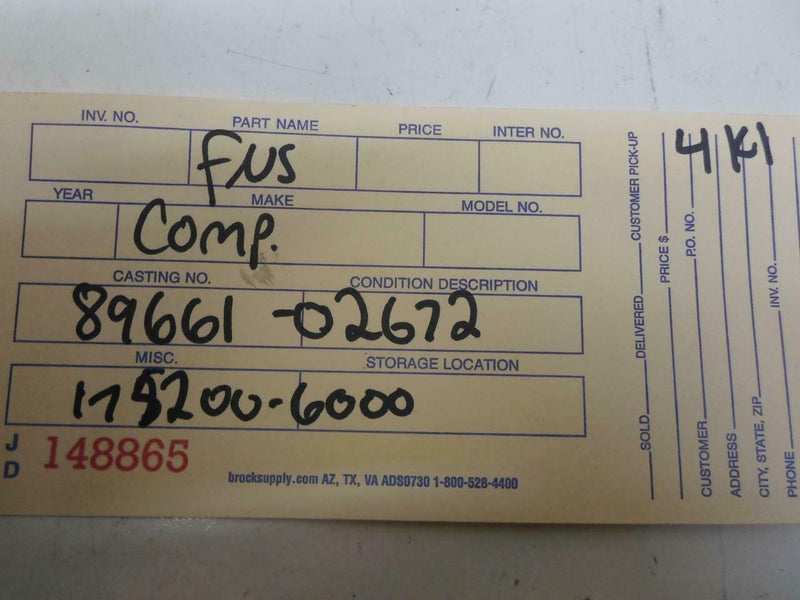 INV. NO. PART NAME PRICE INTER NO.
FNS
YEAR MAKE MODEL NO.
Comp.
CASTING NO. CONDITION DESCRIPTION
89661-02672
MISC. STORAGE LOCATION
175200-6000
JD 148865
brocksupply.com AZ, TX, VA ADS0730 1-800-528-4400
SOLD DELIVERED CUSTOMER PICK-UP
PRICE $
CUSTOMER P.O. NO.
ADDRESS
CITY, STATE, ZIP
PHONE INV. NO.
4K1